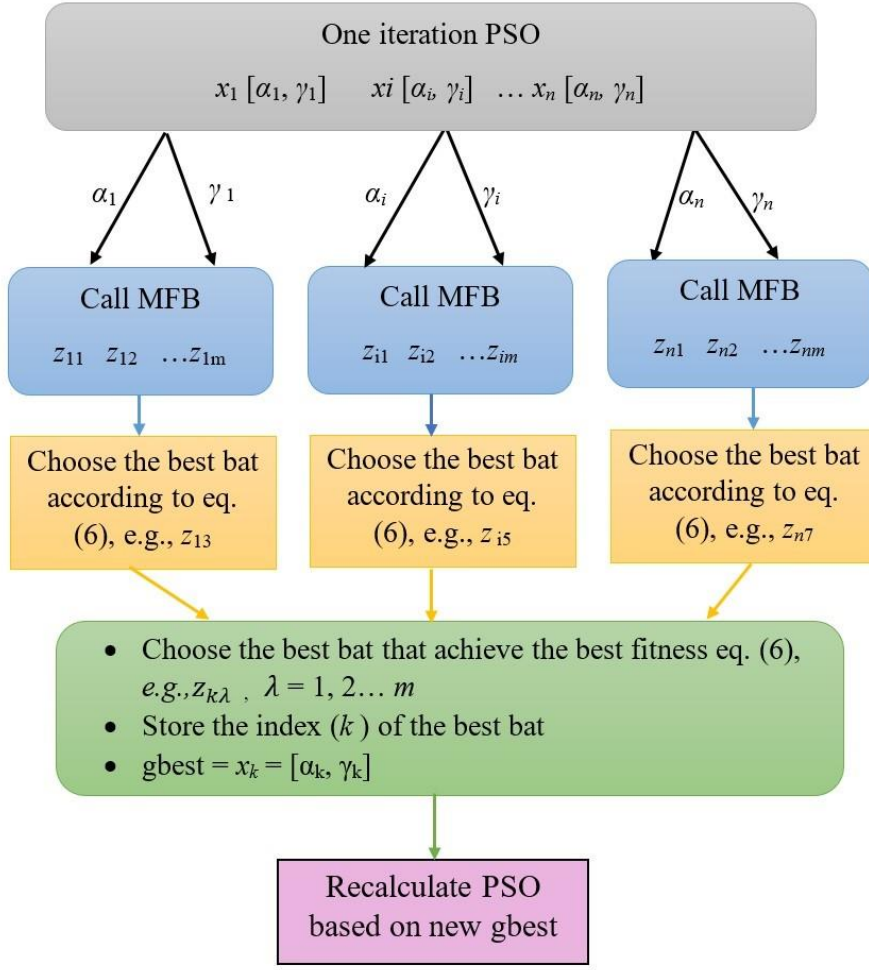 One iteration PSO
x₁ [α₁, γ₁] xi [αᵢ, γᵢ] … xₙ [αₙ, γₙ]
α₁ γ ₁ αᵢ γᵢ αₙ γₙ
Call MFB Call MFB Call MFB
z₁₁ z₁₂ …z₁ₘ zᵢ₁ zᵢ₂ …zᵢₘ zₙ₁ zₙ₂ …zₙₘ
Choose the best bat
according to eq.
(6), e.g., z₁₃
Choose the best bat
according to eq.
(6), e.g., z ᵢ₅
Choose the best bat
according to eq.
(6), e.g., zₙ₇
• Choose the best bat that achieve the best fitness eq. (6),
e.g.,z_{kλ} , λ = 1, 2… m
• Store the index (k ) of the best bat
• gbest = xₖ = [αₖ, γₖ]
Recalculate PSO
based on new gbest